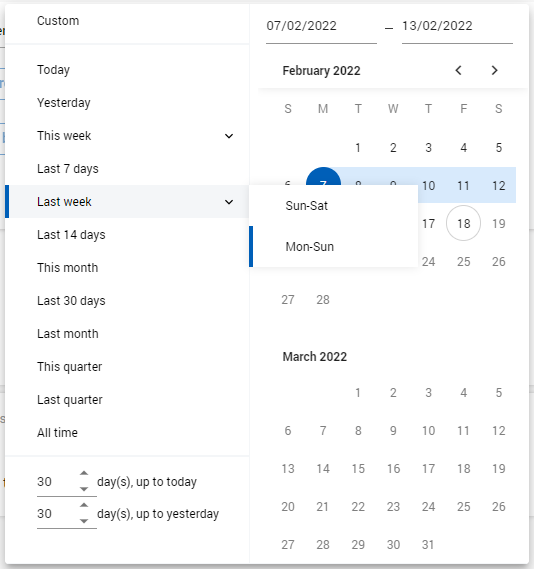 Custom
Today
Yesterday
This week
Last 7 days
Last week
Last 14 days
This month
Last 30 days
Last month
This quarter
Last quarter
All time
30 day(s), up to today
30 day(s), up to yesterday
07/02/2022 – 13/02/2022
February 2022
S M T W T F S
1 2 3 4 5
10 11 12
Sun-Sat
17 18 19
Mon-Sun
24 25 26
27 28
March 2022
1 2 3 4 5
6 7 8 9 10 11 12
13 14 15 16 17 18 19
20 21 22 23 24 25 26
27 28 29 30 31